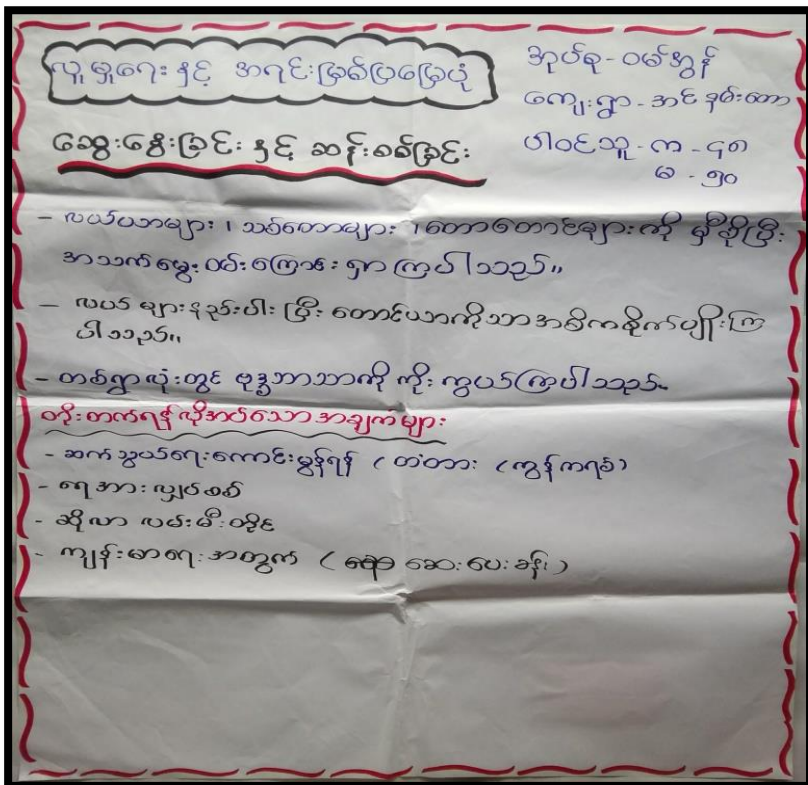 လူမှုရေး နှင့် အရင်းမြစ်ပြမြေပုံ
ဆွေးနွေးခြင်း နှင့် ဆန်းစစ်ခြင်း
အုပ်စု - ဝမ်အွန်
ကျေးရွာ - အင်နမ်းတော
ပါဝင်သူ - ကျာ - ၄၈
မ - ၅၀
- လယ်ယာများ ၊ သစ်တောများ ၊ တောတောင်များ ကို မှီခိုပြီး
အသက်မွေး ဝမ်းကြောင်း ရှာ ကြပါသည်။
- လယ် များ နည်းပါး ပြီး တောင်ယာကိုသာ အဓိကစိုက်ပျိုးကြ
ပါသည်။
- တစ်ရွာလုံးတွင် ဗုဒ္ဓဘာသာကို ကိုးကွယ်ကြပါသည်။
တိုးတက်ရန် လိုအပ်သော အချက်များ
- ဆက်သွယ်ရေးကောင်းမွန်ရန် (တံတား (ကွန်ကရစ်)
- ရေအားလျှပ်စစ်
- ဆိုလာ လမ်းမီးတိုင်
- ကျန်းမာရေးအတွက် ( ဆေးပေးခန်း )